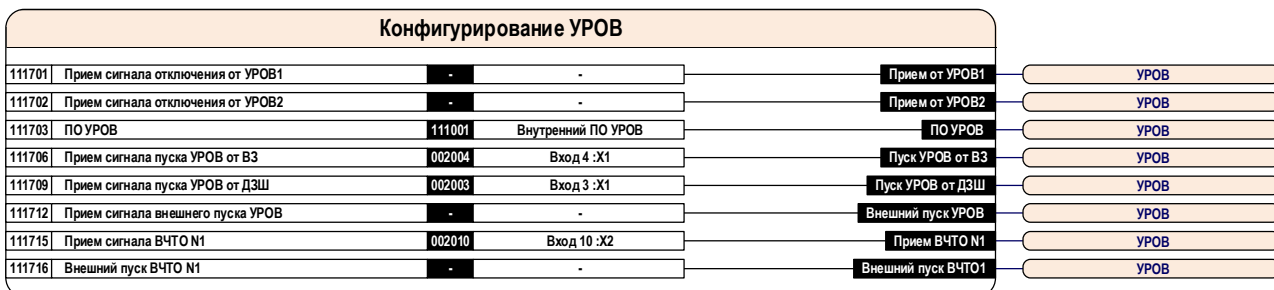 Конфигурирование УРОВ
111701 Прием сигнала отключения от УРОВ1 - - Прием от УРОВ1 УРОВ
111702 Прием сигнала отключения от УРОВ2 - - Прием от УРОВ2 УРОВ
111703 ПО УРОВ 111001 Внутренний ПО УРОВ ПО УРОВ УРОВ
111706 Прием сигнала пуска УРОВ от ВЗ 002004 Вход 4 :X1 Пуск УРОВ от ВЗ УРОВ
111709 Прием сигнала пуска УРОВ от ДЗШ 002003 Вход 3 :X1 Пуск УРОВ от ДЗШ УРОВ
111712 Прием сигнала внешнего пуска УРОВ - - Внешний пуск УРОВ УРОВ
111715 Прием сигнала ВЧТО N1 002010 Вход 10 :X2 Прием ВЧТО N1 УРОВ
111716 Внешний пуск ВЧТО N1 - - Внешний пуск ВЧТО1 УРОВ